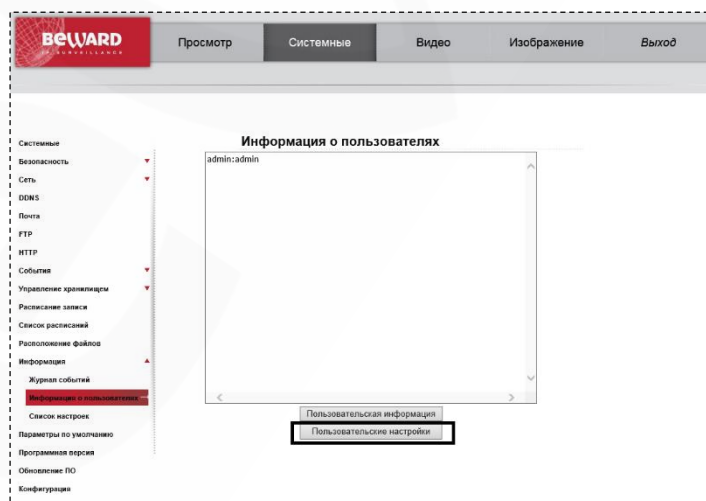 BEWARD
IP SURVEILLANCE
Просмотр Системные Видео Изображение Выход
Системные
Безопасность
Сеть
DDNS
Почта
FTP
HTTP
События
Управление хранилищем
Расписание записи
Список расписаний
Расположение файлов
Информация
Журнал событий
Информация о пользователях
Список настроек
Параметры по умолчанию
Программная версия
Обновление ПО
Конфигурация
Информация о пользователях
admin:admin
Пользовательская информация
Пользовательские настройки